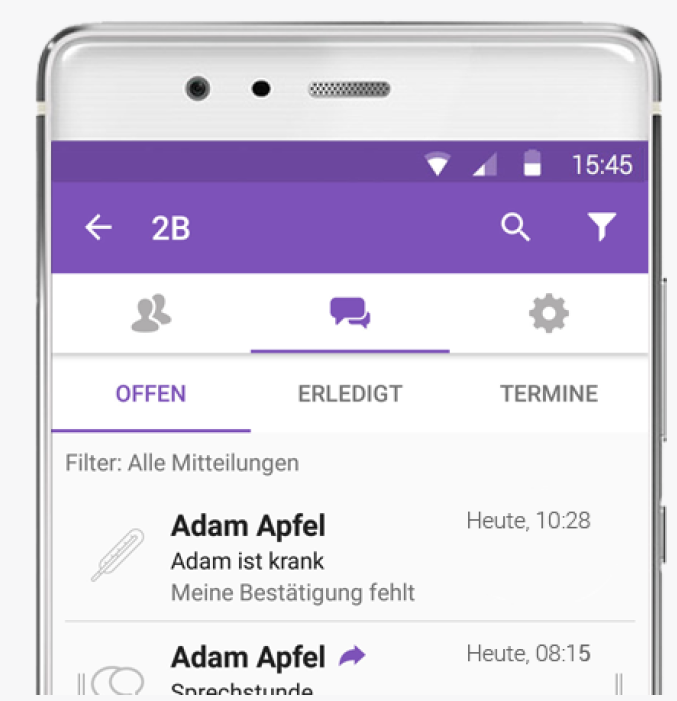 15:45
2B
OFFEN ERLEDIGT TERMINE
Filter: Alle Mitteilungen
Adam Apfel Heute, 10:28
Adam ist krank
Meine Bestätigung fehlt
Adam Apfel Heute, 08:15
Sprechstunde